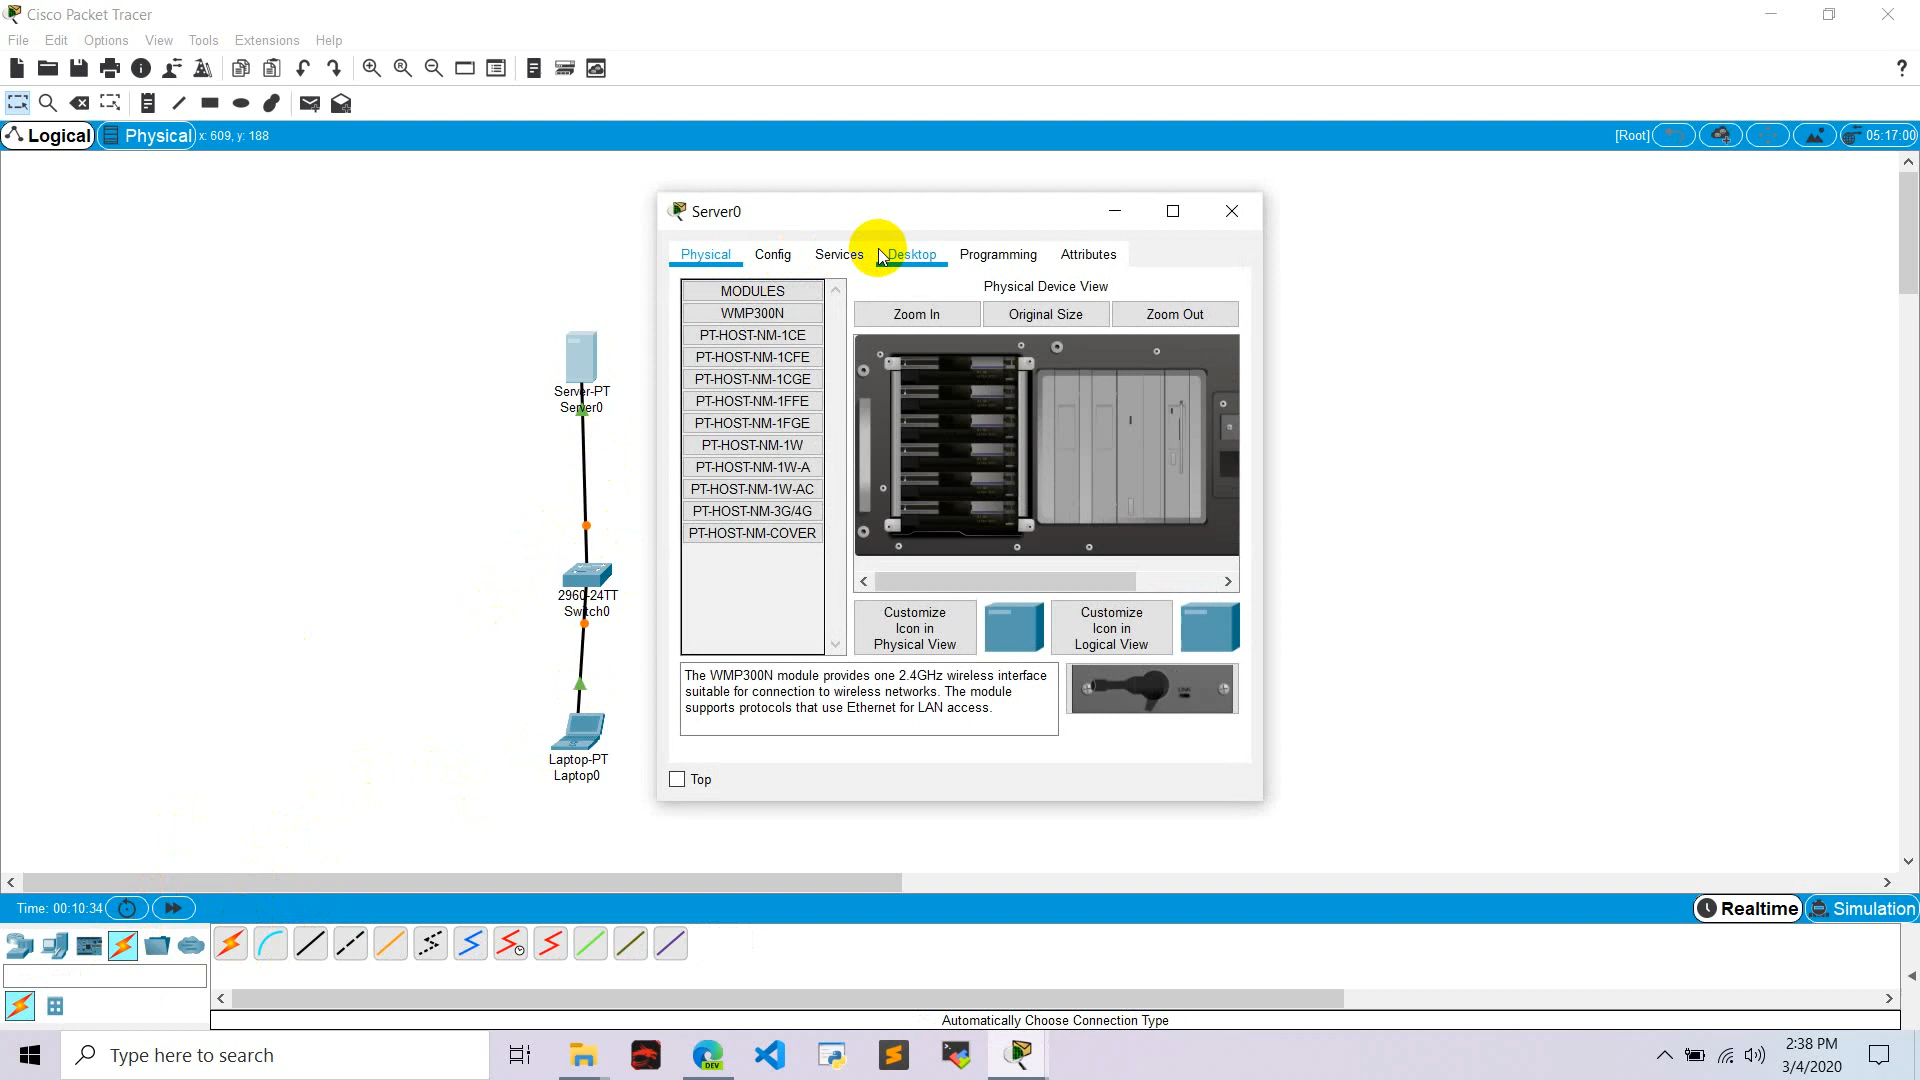 Cisco Packet Tracer
File Edit Options View Tools Extensions Help
Logical Physical x: 609, y: 188 [Root] 05:17:00
Server0
Physical Config Services Desktop Programming Attributes
MODULES
WMP300N
PT-HOST-NM-1CE
PT-HOST-NM-1CFE
PT-HOST-NM-1CGE
PT-HOST-NM-1FFE
PT-HOST-NM-1FGE
PT-HOST-NM-1W
PT-HOST-NM-1W-A
PT-HOST-NM-1W-AC
PT-HOST-NM-3G/4G
PT-HOST-NM-COVER
Physical Device View
Zoom In Original Size Zoom Out
Customize
Icon in
Physical View
Customize
Icon in
Logical View
The WMP300N module provides one 2.4GHz wireless interface
suitable for connection to wireless networks. The module
supports protocols that use Ethernet for LAN access.
LINK
Top
Server-PT
Server0
2960-24TT
Switch0
Laptop-PT
Laptop0
Time: 00:10:34 Realtime Simulation
Automatically Choose Connection Type
Type here to search
DEV
2:38 PM
3/4/2020